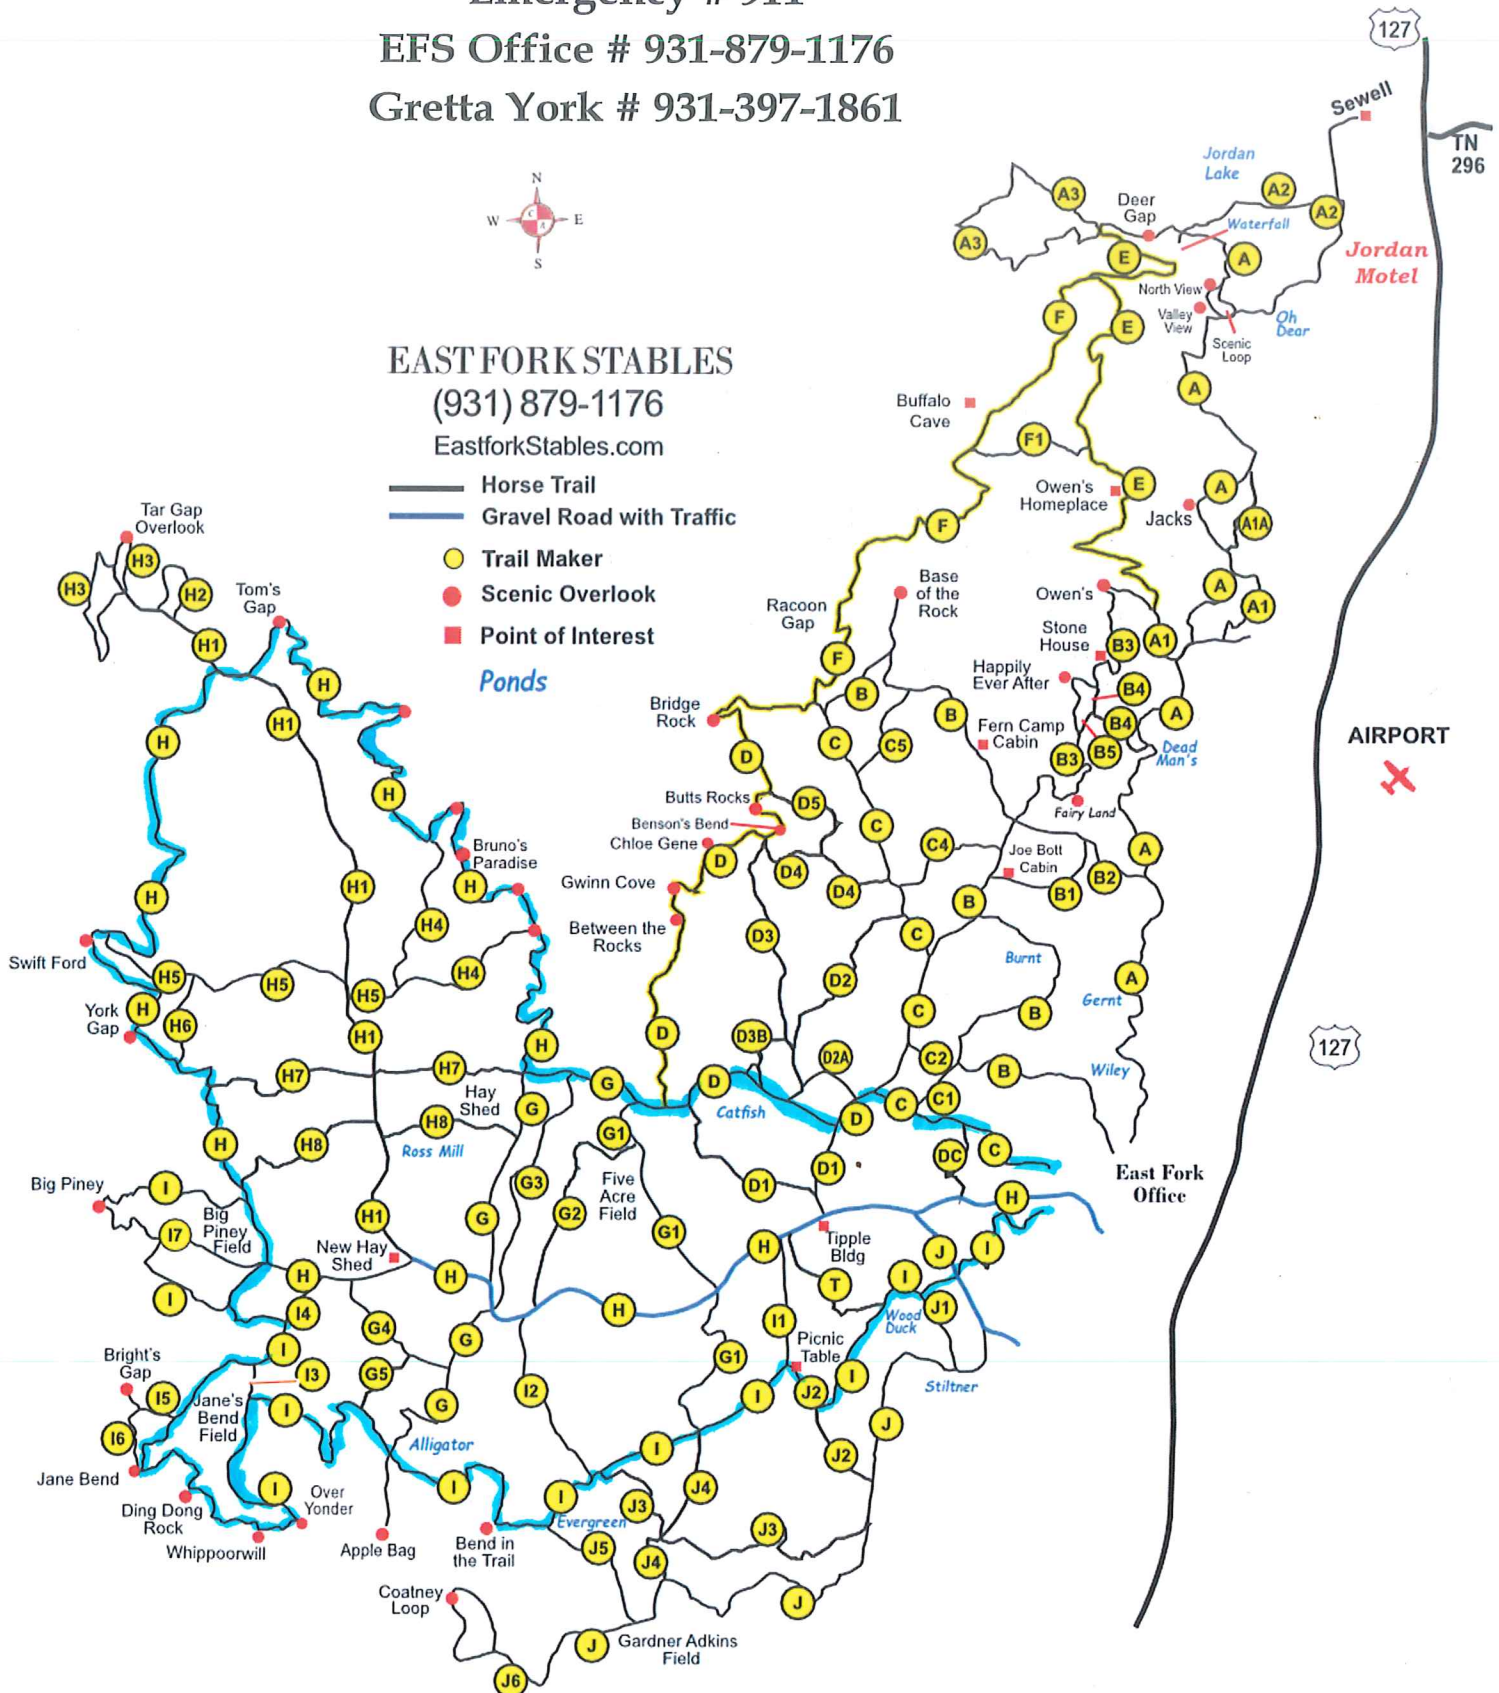 Emergency # 911
EFS Office # 931-879-1176
Gretta York # 931-397-1861
127
Sewell
TN
296
Jordan
Lake
A3
Deer
Gap
A2
A2
Waterfall
A3
E
A
Jordan
Motel
N
W
E
S
C
A
North View
Valley
View
Scenic
Loop
Oh
Dear
F
E
A
EAST FORK STABLES
(931) 879-1176
EastforkStables.com
Horse Trail
Gravel Road with Traffic
Trail Maker
Scenic Overlook
Point of Interest
Ponds
Buffalo
Cave
F1
Owen's
Homeplace
E
A
Jacks
A1A
F
Tar Gap
Overlook
H3
H3
H2
Tom's
Gap
H1
H
H1
H
Base
of the
Rock
Racoon
Gap
F
Owen's
A
A1
Stone
House
B3
A1
Happily
Ever After
B4
B4
A
B
B
Bridge
Rock
Fern Camp
Cabin
C
C5
B3
B5
Dead
Man's
D
AIRPORT
H
Butts Rocks
D5
Benson's Bend
Chloe Gene
D
C
Fairy Land
Bruno's
Paradise
H
H1
H
H4
Gwinn Cove
D4
D4
C4
Joe Bott
Cabin
B2
B1
A
B
Between the
Rocks
D3
C
Burnt
Swift Ford
H5
H5
H5
H4
D2
A
Gernt
York
Gap
H
H6
H1
H
D
D3B
D2A
C
B
C2
B
Wiley
127
H7
H7
Hay
Shed
G
G
D
Catfish
D
C
C1
H
H8
H8
Ross Mill
G1
C
DC
D1
D1
East Fork
Office
Big Piney
I
Big
Piney
Field
I7
H1
G3
G
G2
Five
Acre
Field
G1
H
H
Tipple
Bldg
J
I
New Hay
Shed
H
H
I
I4
H
T
I
J1
Wood
Duck
I1
Picnic
Table
G4
G
I
I3
G5
G1
Bright's
Gap
I5
I6
Jane's
Bend
Field
I
G
I2
I
J2
I
Stiltner
J
J2
Alligator
I
Jane Bend
Ding Dong
Rock
I
Over
Yonder
I
I
Evergreen
J3
J4
J3
Whippoorwill
Apple Bag
Bend in
the Trail
J5
J4
Coatney
Loop
J
J
Gardner Adkins
Field
J6